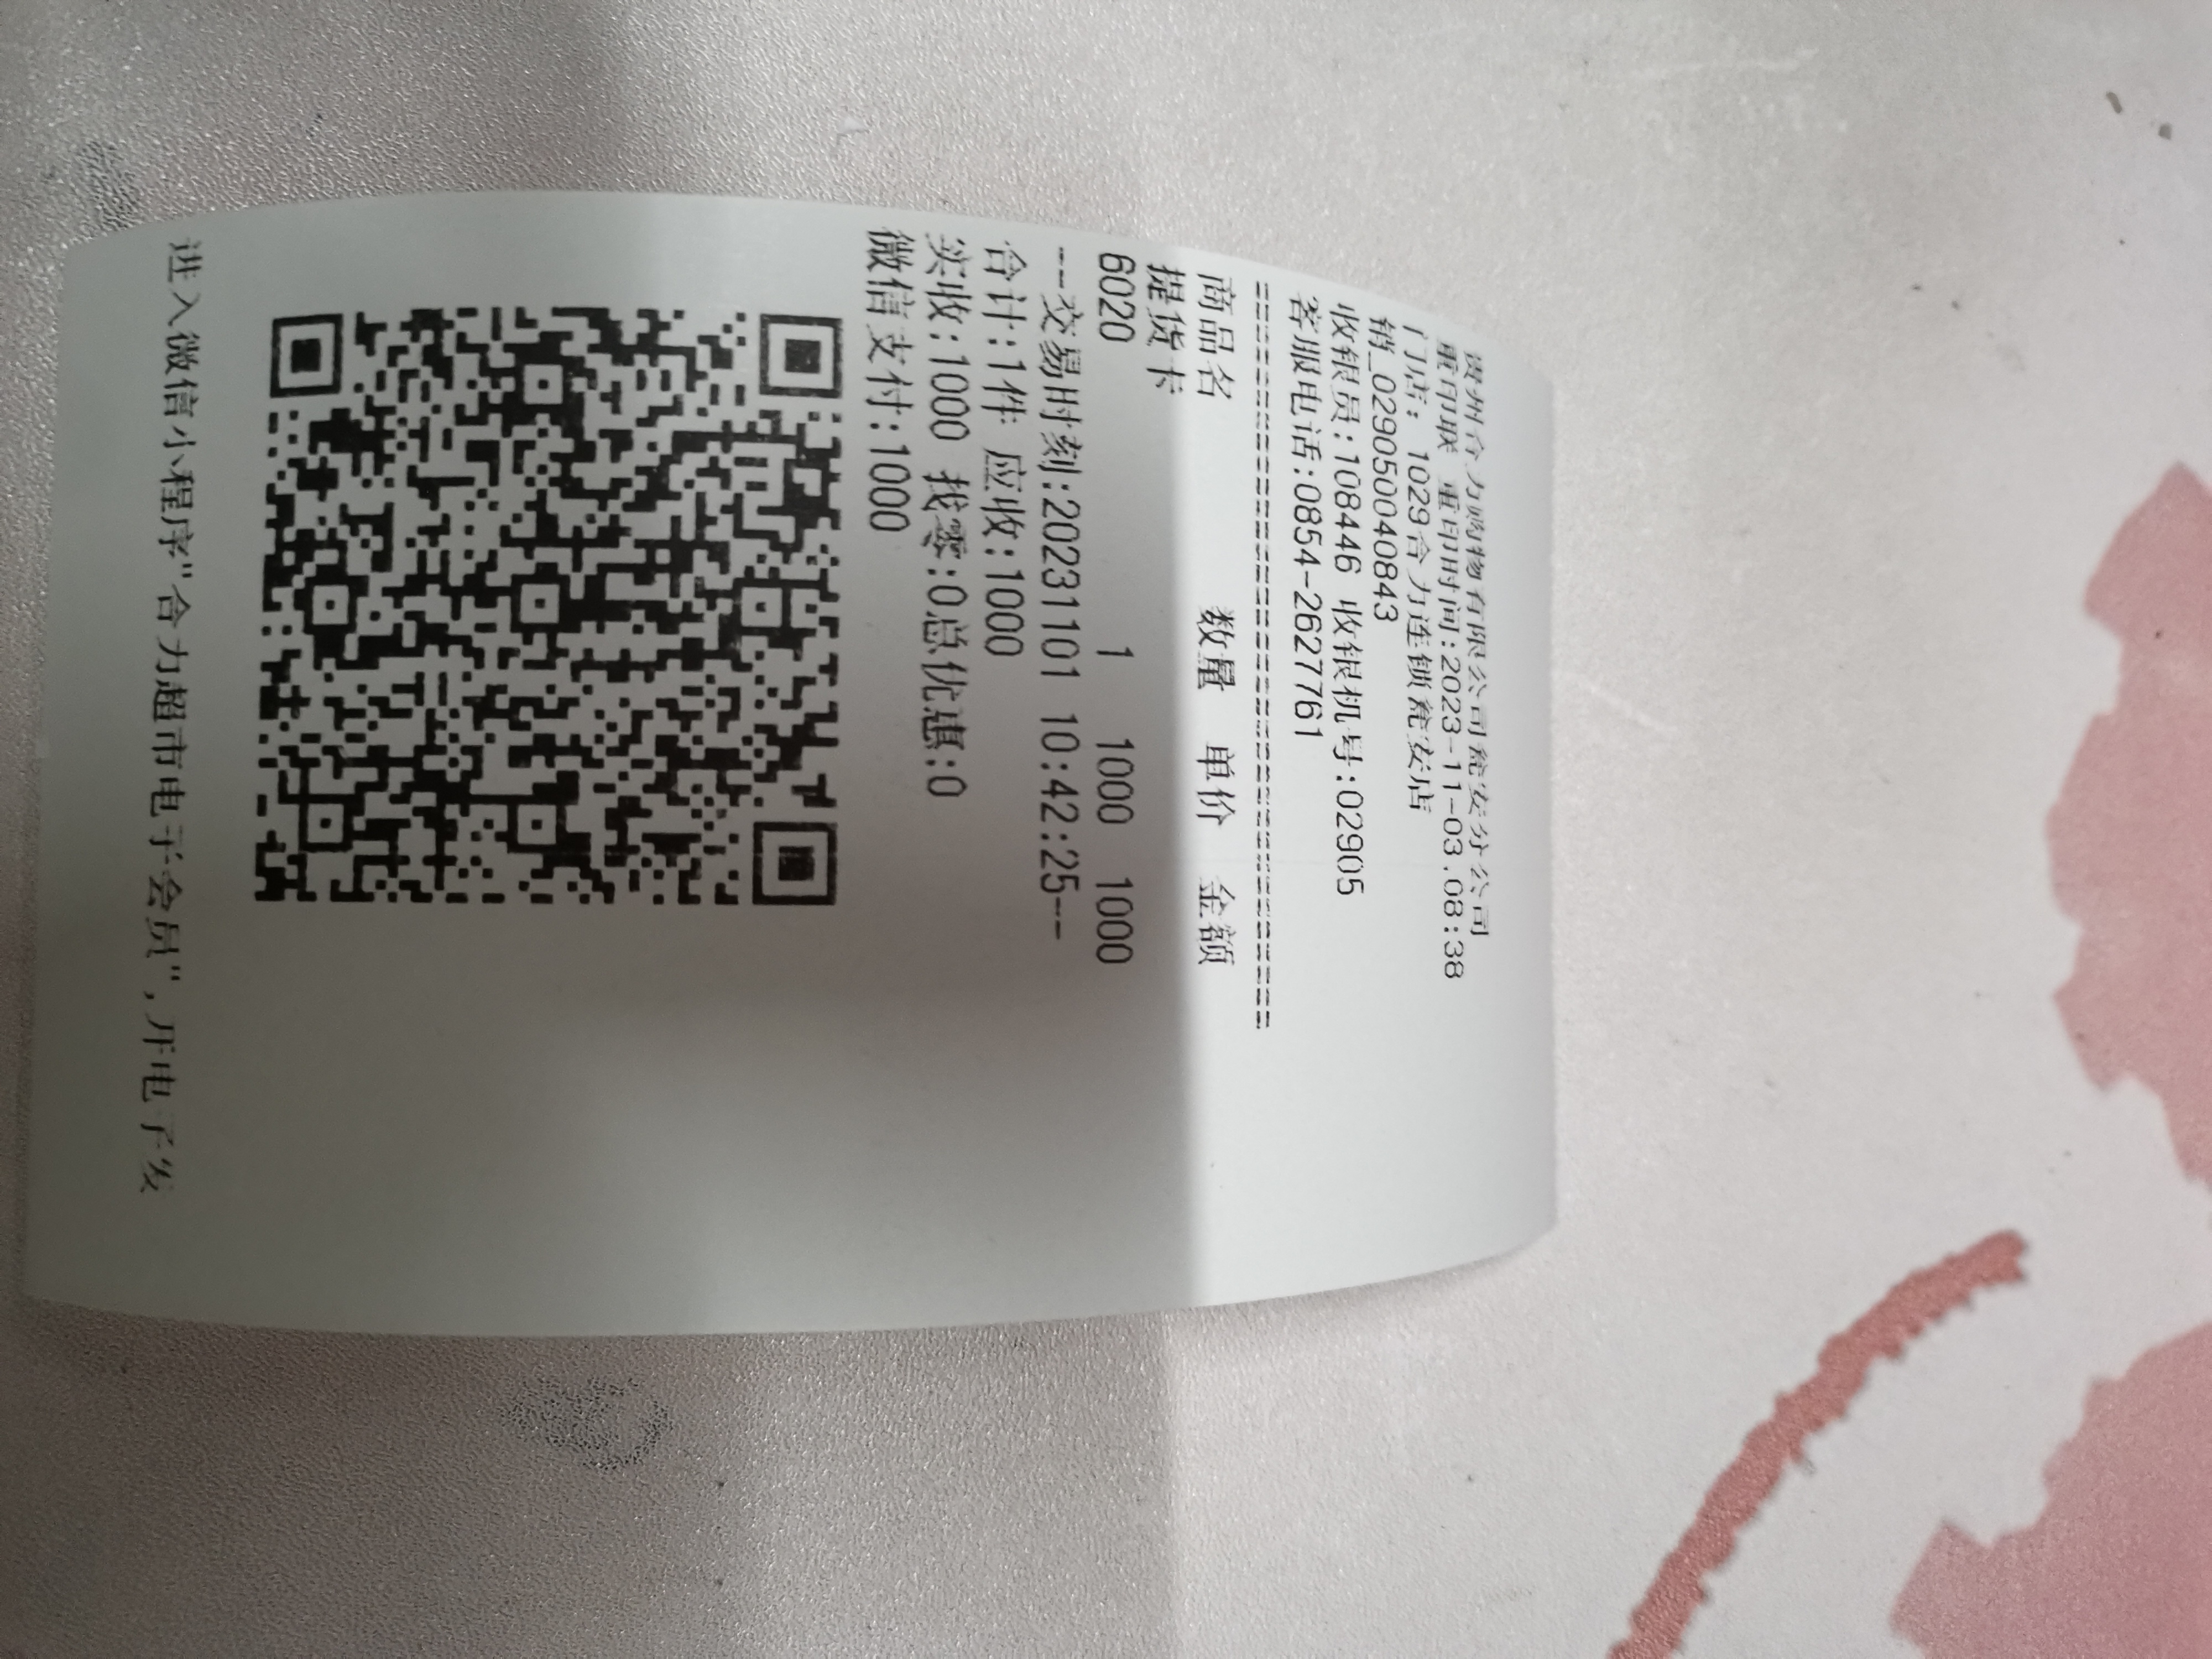 贵州合力购物有限公司瓮安分公司
重印联 重印时间:2023-11-03.08:38
门店: 1029合力连锁瓮安店
销_029050040843
收银员:108446 收银机号:02905
客服电话:0854-2627761
======================================
商品名 数量 单价 金额
提货卡
6020 1 1000 1000
--交易时刻:20231101 10:42:25--
合计:1件 应收:1000
实收:1000 找零:0总优惠:0
微信支付:1000
进入微信小程序"合力超市电子会员",开电子发